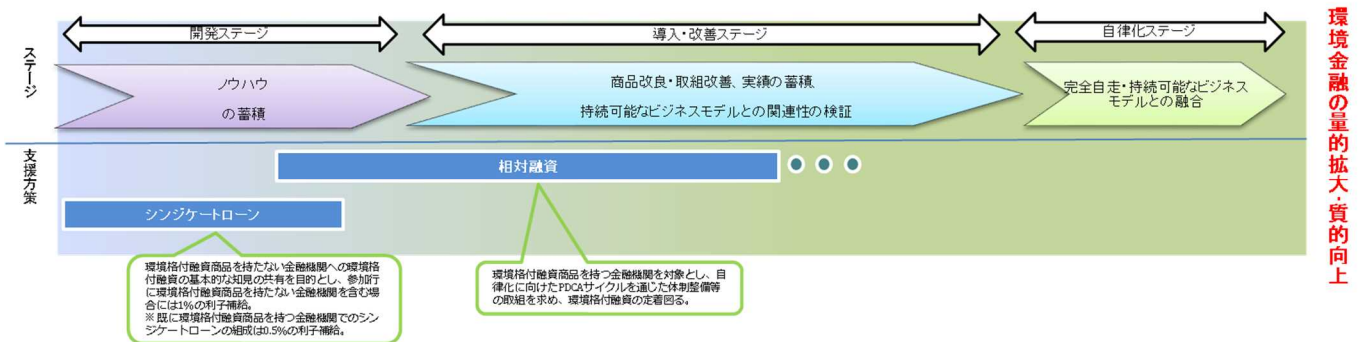 開発ステージ
導入・改善ステージ
自律化ステージ
ステージ
ノウハウ
の蓄積
商品改良・取組改善、実績の蓄積、
持続可能なビジネスモデルとの関連性の検証
完全自走・持続可能なビジネス
モデルとの融合
支援方策
相対融資
シンジケートローン
環境格付融資商品を持たない金融機関への環境格
付融資の基本的な知見の共有を目的とし、参加行
に環境格付融資商品を持たない金融機関を含む場
合には1%の利子補給。
※ 既に環境格付融資商品を持つ金融機関でのシン
ジケートローンの組成は0.5%の利子補給。
環境格付融資商品を持つ金融機関を対象とし、自
律化に向けたPDCAサイクルを通じた体制整備等
の取組を求め、環境格付融資の定着図る。
環境金融の量的拡大・質的向上